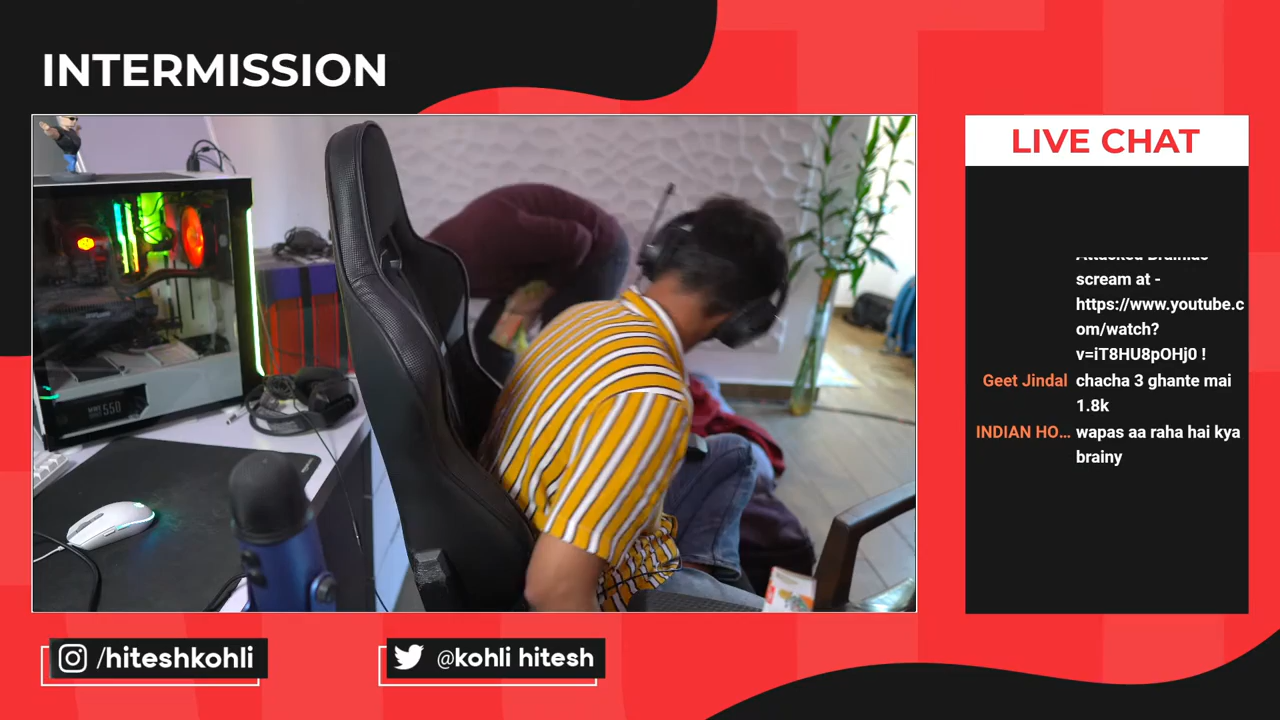 INTERMISSION
LIVE CHAT
scream at -
https://www.youtube.c
om/watch?
v=iT8HU8pOHj0 !
Geet Jindal chacha 3 ghante mai
1.8k
INDIAN HO... wapas aa raha hai kya
brainy
550
/hiteshkohli
@kohli hitesh